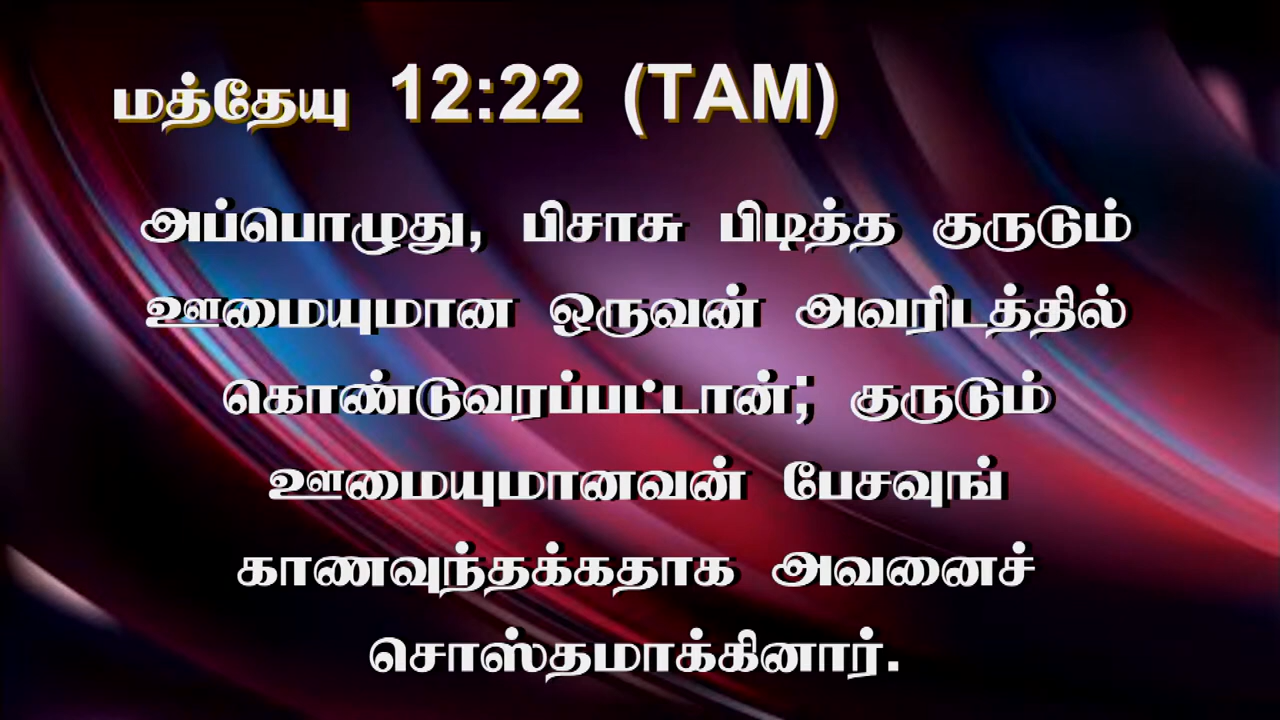 மத்தேயு 12:22 (TAM)
அப்பொழுது, பிசாசு பிடித்த குருடும்
ஊமையுமான ஒருவன் அவரிடத்தில்
கொண்டுவரப்பட்டான்; குருடும்
ஊமையுமானவன் பேசவுங்
காணவுந்தக்கதாக அவனைச்
சொஸ்தமாக்கினார்.